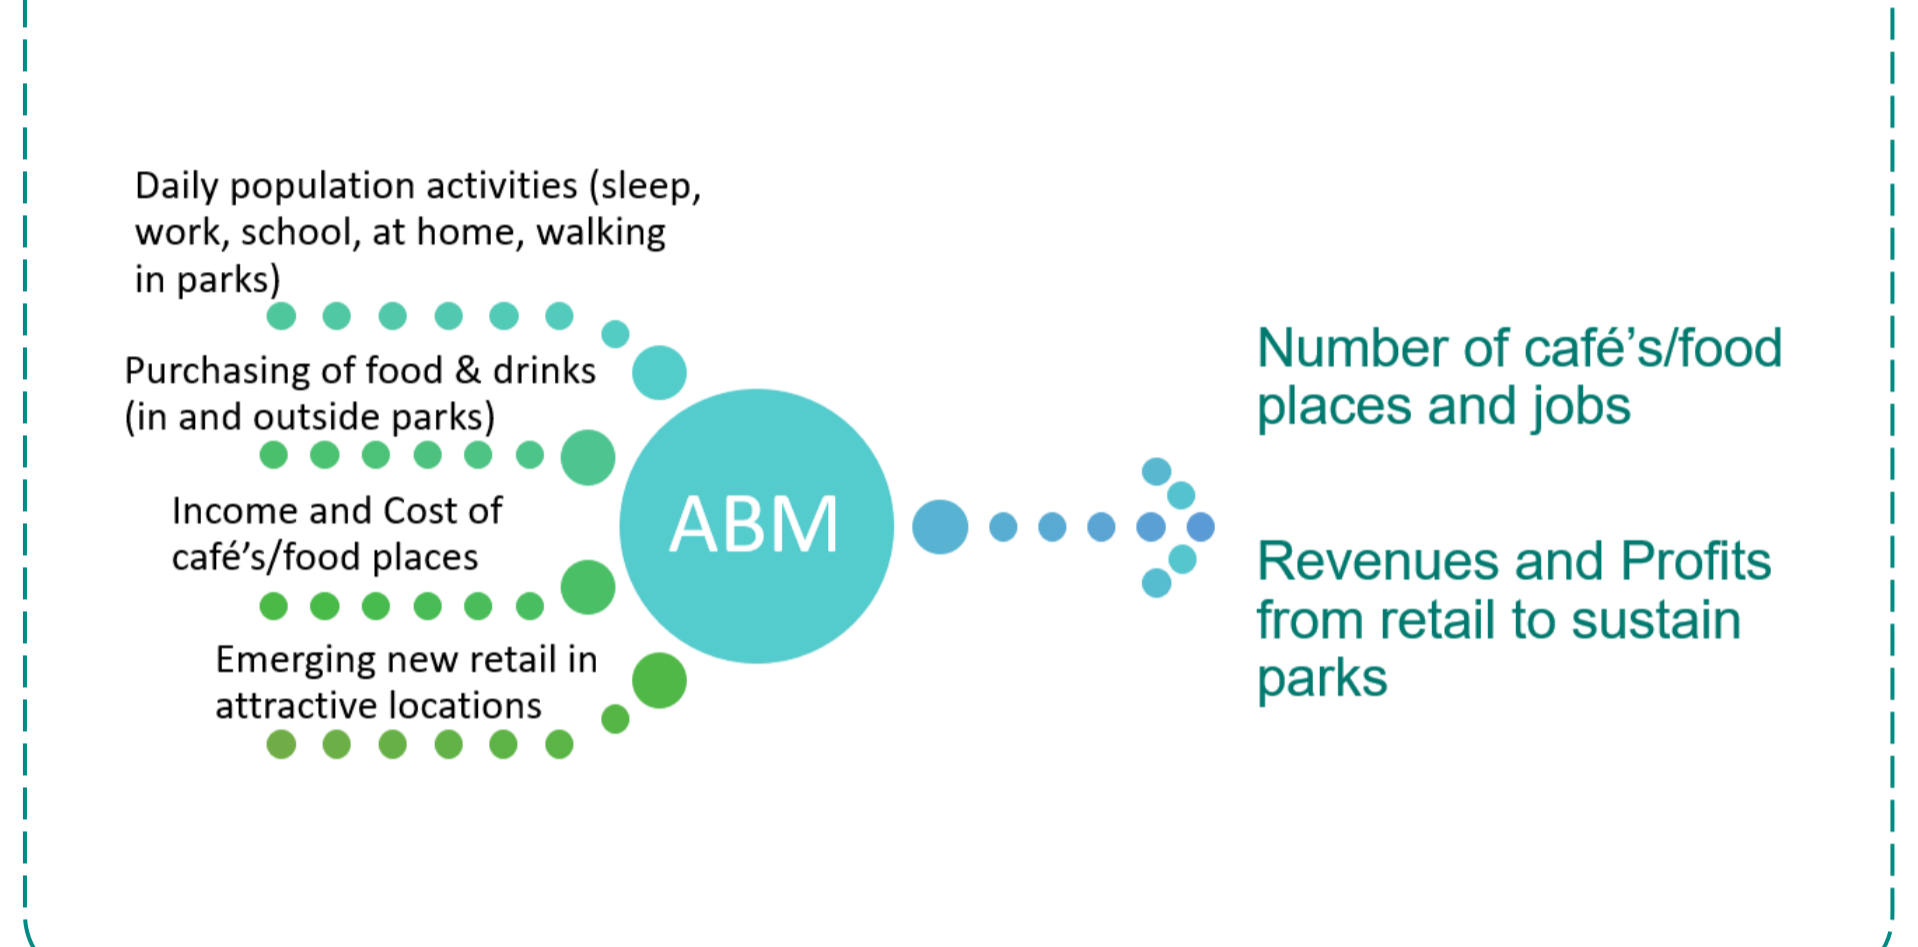 Daily population activities (sleep,
work, school, at home, walking
in parks)
Purchasing of food & drinks
(in and outside parks)
Income and Cost of
café’s/food places
Emerging new retail in
attractive locations
ABM
Number of café’s/food
places and jobs
Revenues and Profits
from retail to sustain
parks